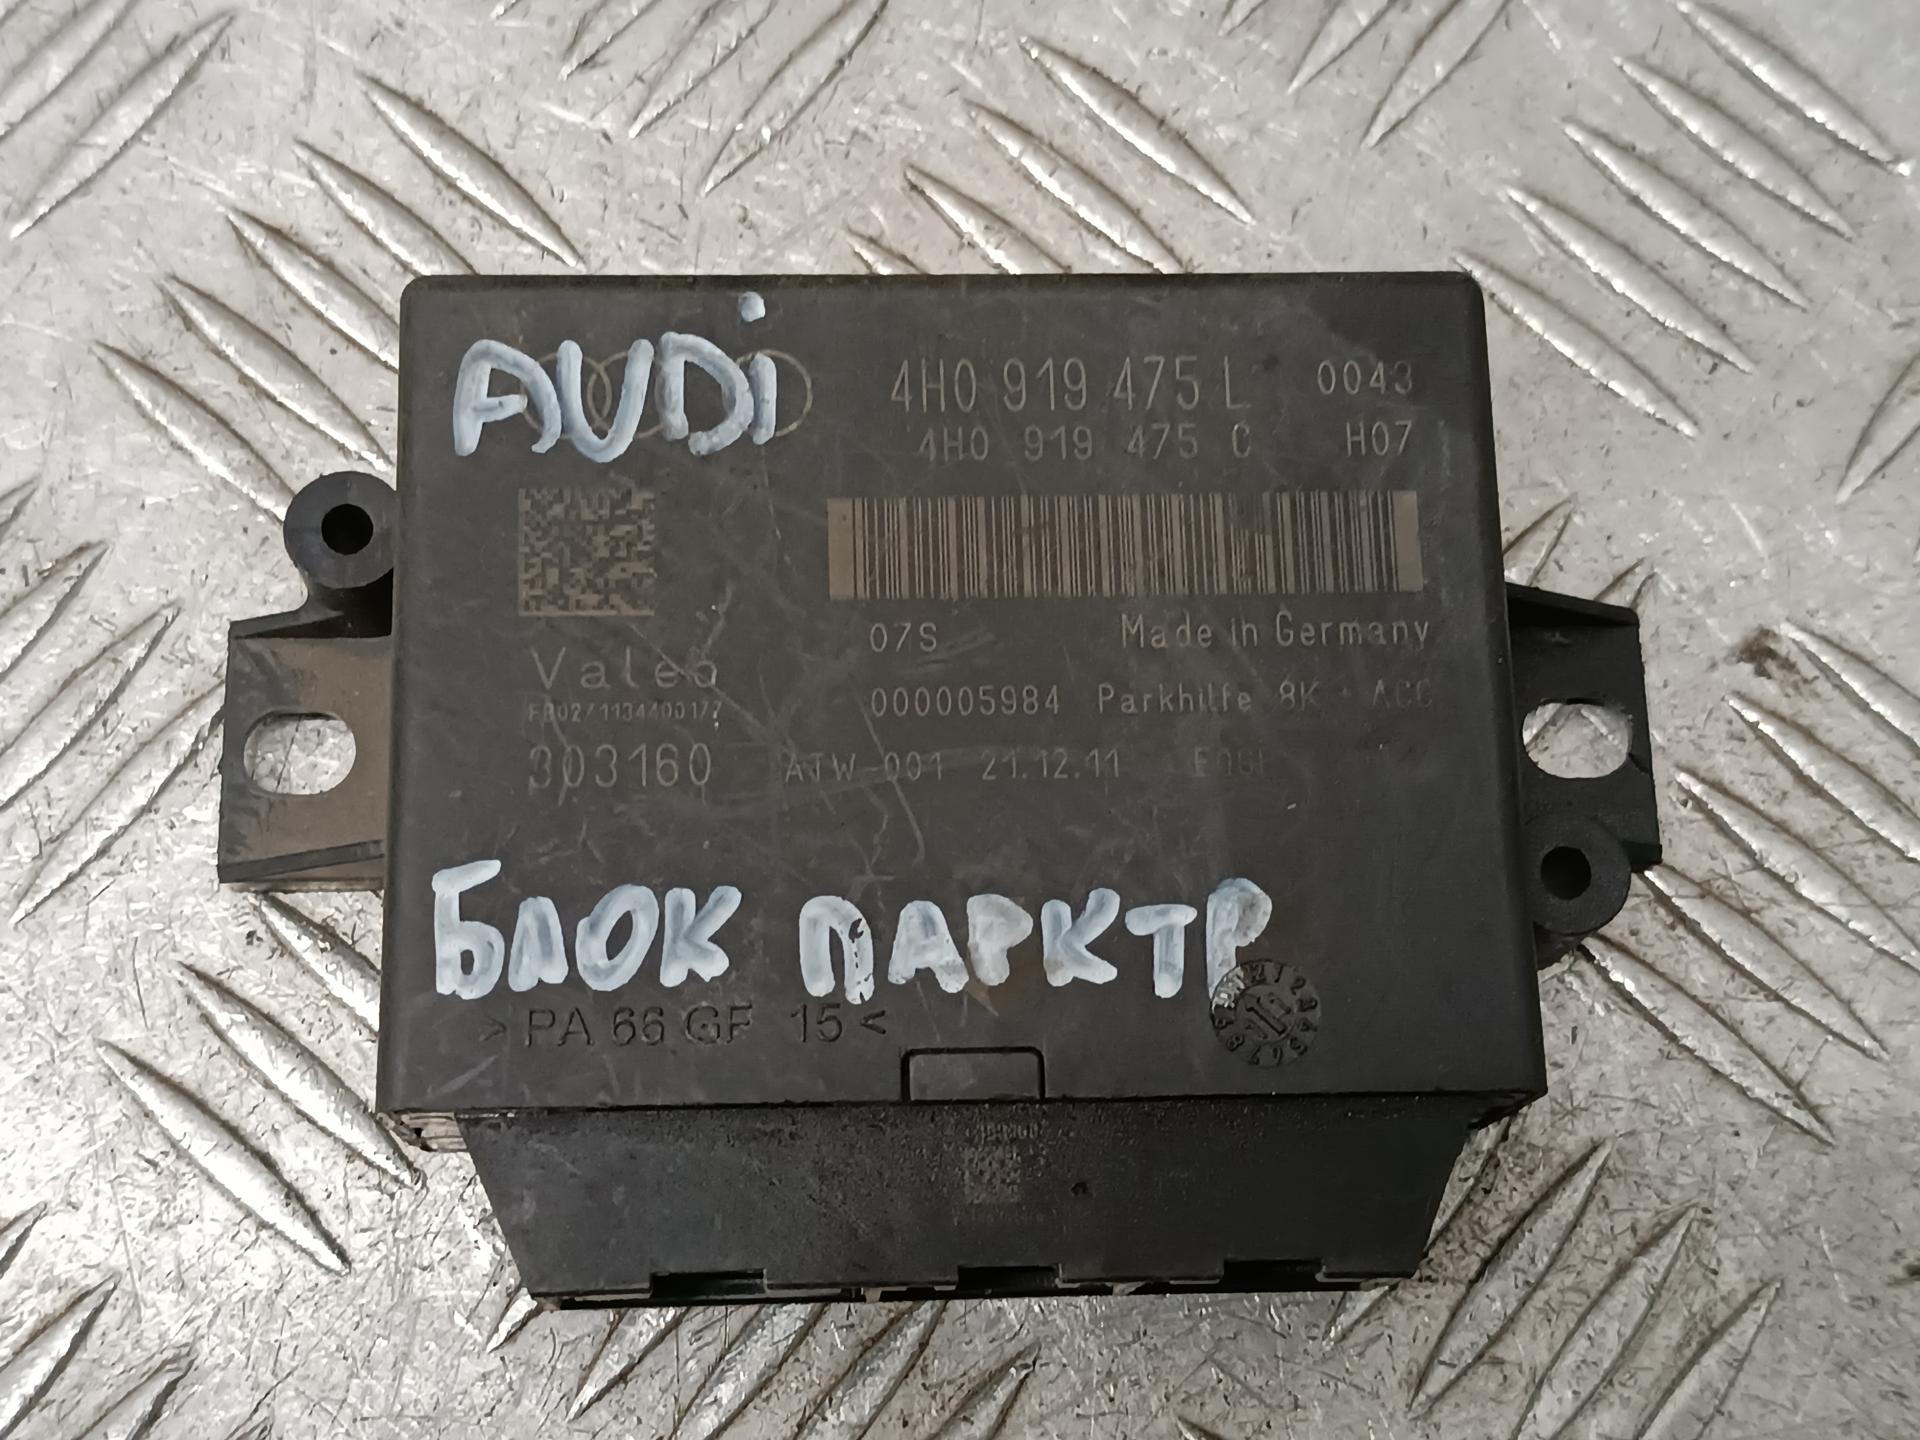 AUDi
4H0 919 475 L 0043
4H0 919 475 C H07
07S Made in Germany
Valeo
000005984 Parkhilfe 8K ACC
303160 ATW 001 21.12.11
БЛОК ПАРКТР
>PA 66 GF 15<